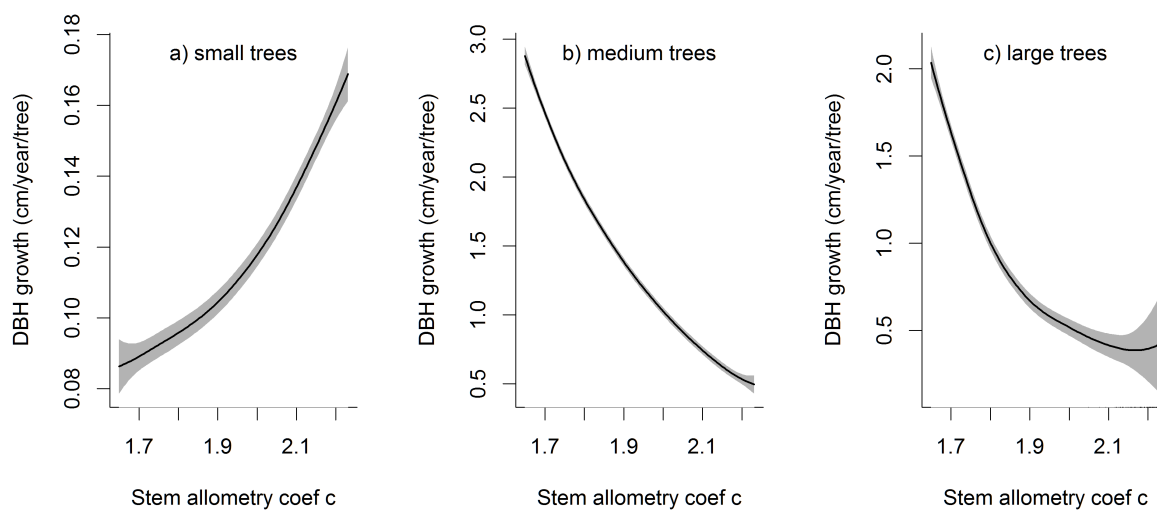 a) small trees
DBH growth (cm/year/tree)
0.18
0.16
0.14
0.12
0.10
0.08
1.7 1.9 2.1
Stem allometry coef c
b) medium trees
DBH growth (cm/year/tree)
3.0
2.5
2.0
1.5
1.0
0.5
1.7 1.9 2.1
Stem allometry coef c
c) large trees
DBH growth (cm/year/tree)
2.0
1.5
1.0
0.5
1.7 1.9 2.1
Stem allometry coef c